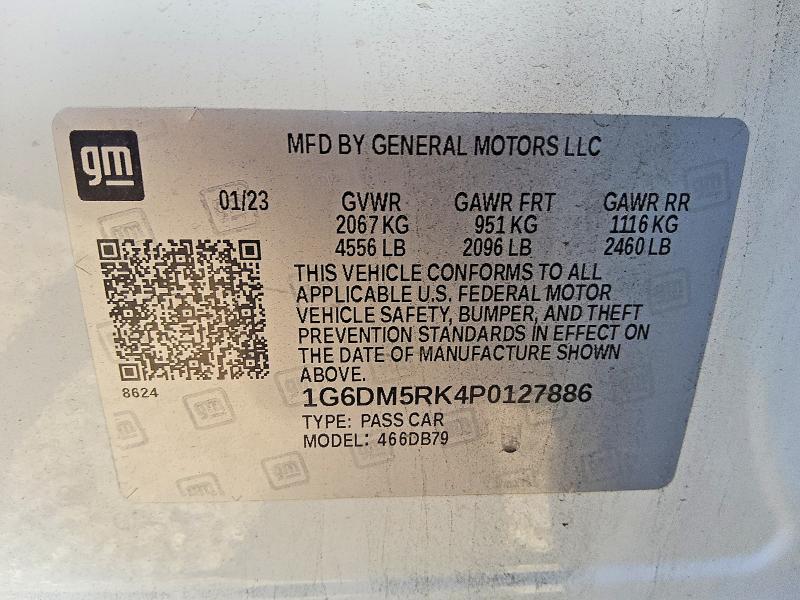 gm
MFD BY GENERAL MOTORS LLC
01/23 GVWR GAWR FRT GAWR RR
2067 KG 951 KG 1116 KG
4556 LB 2096 LB 2460 LB
THIS VEHICLE CONFORMS TO ALL
APPLICABLE U.S. FEDERAL MOTOR
VEHICLE SAFETY, BUMPER, AND THEFT
PREVENTION STANDARDS IN EFFECT ON
THE DATE OF MANUFACTURE SHOWN
ABOVE.
8624
1G6DM5RK4P0127886
TYPE: PASS CAR
MODEL: 466DB79